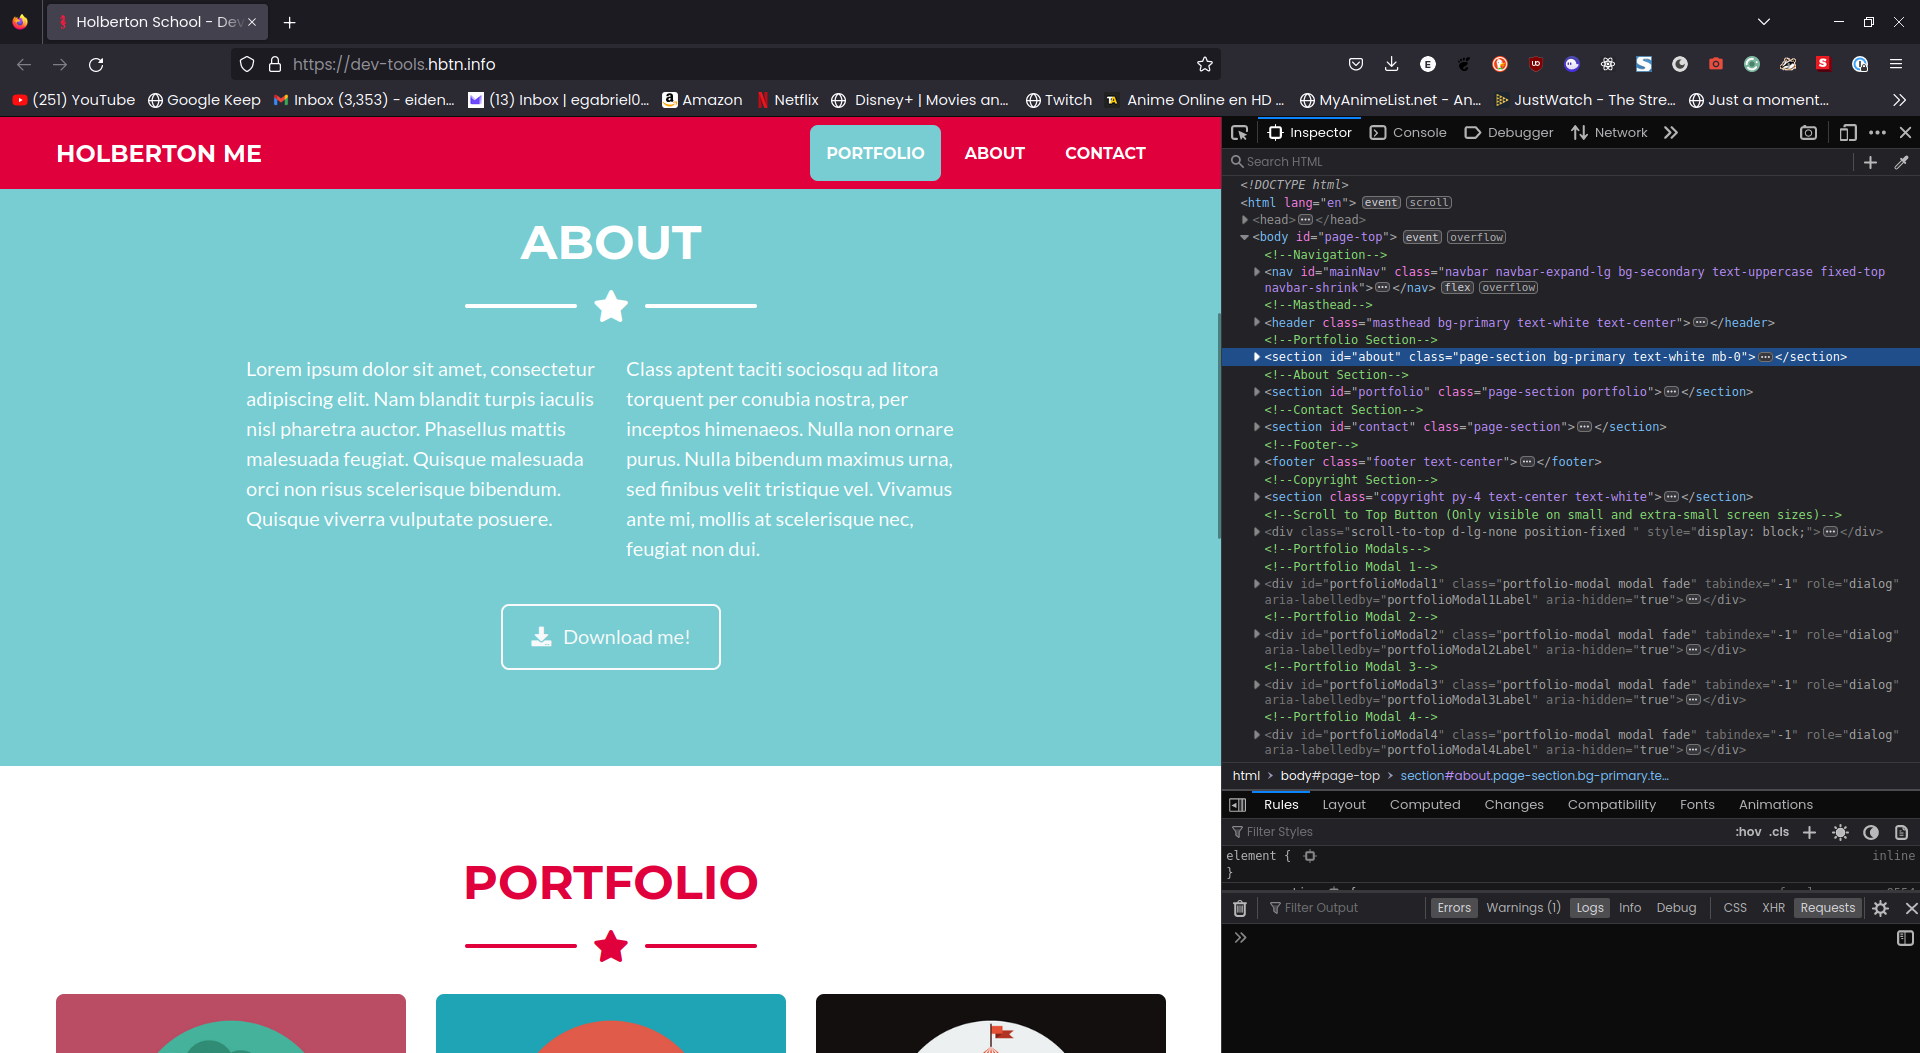 Holberton School - Dev
https://dev-tools.hbtn.info
(251) YouTube
Google Keep
Inbox (3,353) - eiden...
(13) Inbox | egabriel0...
Amazon
Netflix
Disney+ | Movies an...
Twitch
Anime Online en HD ...
MyAnimeList.net - An...
JustWatch - The Stre...
Just a moment...
HOLBERTON ME
PORTFOLIO
ABOUT
CONTACT
ABOUT
Lorem ipsum dolor sit amet, consectetur
adipiscing elit. Nam blandit turpis iaculis
nisl pharetra auctor. Phasellus mattis
malesuada feugiat. Quisque malesuada
orci non risus scelerisque bibendum.
Quisque viverra vulputate posuere.
Class aptent taciti sociosqu ad litora
torquent per conubia nostra, per
inceptos himenaeos. Nulla non ornare
purus. Nulla bibendum maximus urna,
sed finibus velit tristique vel. Vivamus
ante mi, mollis at scelerisque nec,
feugiat non dui.
Download me!
PORTFOLIO
Inspector
Console
Debugger
Network
Search HTML
<!DOCTYPE html>
<html lang="en"> event scroll
<head></head>
<body id="page-top"> event overflow
<!--Navigation-->
<nav id="mainNav" class="navbar navbar-expand-lg bg-secondary text-uppercase fixed-top
navbar-shrink"></nav> flex overflow
<!--Masthead-->
<header class="masthead bg-primary text-white text-center"></header>
<!--Portfolio Section-->
<section id="about" class="page-section bg-primary text-white mb-0"></section>
<!--About Section-->
<section id="portfolio" class="page-section portfolio"></section>
<!--Contact Section-->
<section id="contact" class="page-section"></section>
<!--Footer-->
<footer class="footer text-center"></footer>
<!--Copyright Section-->
<section class="copyright py-4 text-center text-white"></section>
<!--Scroll to Top Button (Only visible on small and extra-small screen sizes)-->
<div class="scroll-to-top d-lg-none position-fixed " style="display: block;"></div>
<!--Portfolio Modals-->
<!--Portfolio Modal 1-->
<div id="portfolioModal1" class="portfolio-modal modal fade" tabindex="-1" role="dialog"
aria-labelledby="portfolioModal1Label" aria-hidden="true"></div>
<!--Portfolio Modal 2-->
<div id="portfolioModal2" class="portfolio-modal modal fade" tabindex="-1" role="dialog"
aria-labelledby="portfolioModal2Label" aria-hidden="true"></div>
<!--Portfolio Modal 3-->
<div id="portfolioModal3" class="portfolio-modal modal fade" tabindex="-1" role="dialog"
aria-labelledby="portfolioModal3Label" aria-hidden="true"></div>
<!--Portfolio Modal 4-->
<div id="portfolioModal4" class="portfolio-modal modal fade" tabindex="-1" role="dialog"
aria-labelledby="portfolioModal4Label" aria-hidden="true"></div>
html > body#page-top > section#about.page-section.bg-primary.te...
Rules
Layout
Computed
Changes
Compatibility
Fonts
Animations
Filter Styles
:hov .cls
element {
inline
}
Filter Output
Errors
Warnings (1)
Logs
Info
Debug
CSS
XHR
Requests